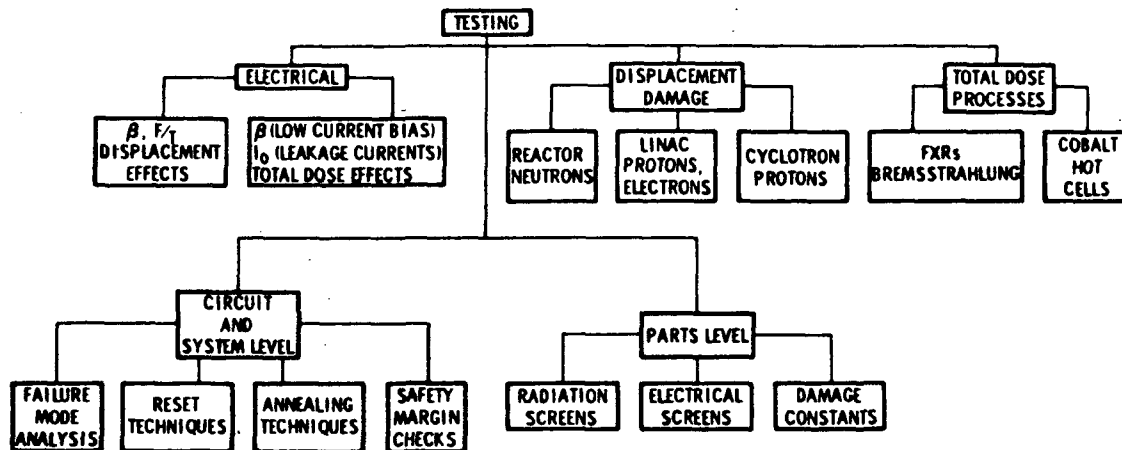 TESTING
ELECTRICAL
β, F/T
DISPLACEMENT
EFFECTS
β (LOW CURRENT BIAS)
I0 (LEAKAGE CURRENTS)
TOTAL DOSE EFFECTS
DISPLACEMENT
DAMAGE
REACTOR
NEUTRONS
LINAC
PROTONS,
ELECTRONS
CYCLOTRON
PROTONS
TOTAL DOSE
PROCESSES
FXRs
BREMSSTRAHLUNG
COBALT
HOT
CELLS
CIRCUIT
AND
SYSTEM LEVEL
FAILURE
MODE
ANALYSIS
RESET
TECHNIQUES
ANNEALING
TECHNIQUES
SAFETY
MARGIN
CHECKS
PARTS LEVEL
RADIATION
SCREENS
ELECTRICAL
SCREENS
DAMAGE
CONSTANTS